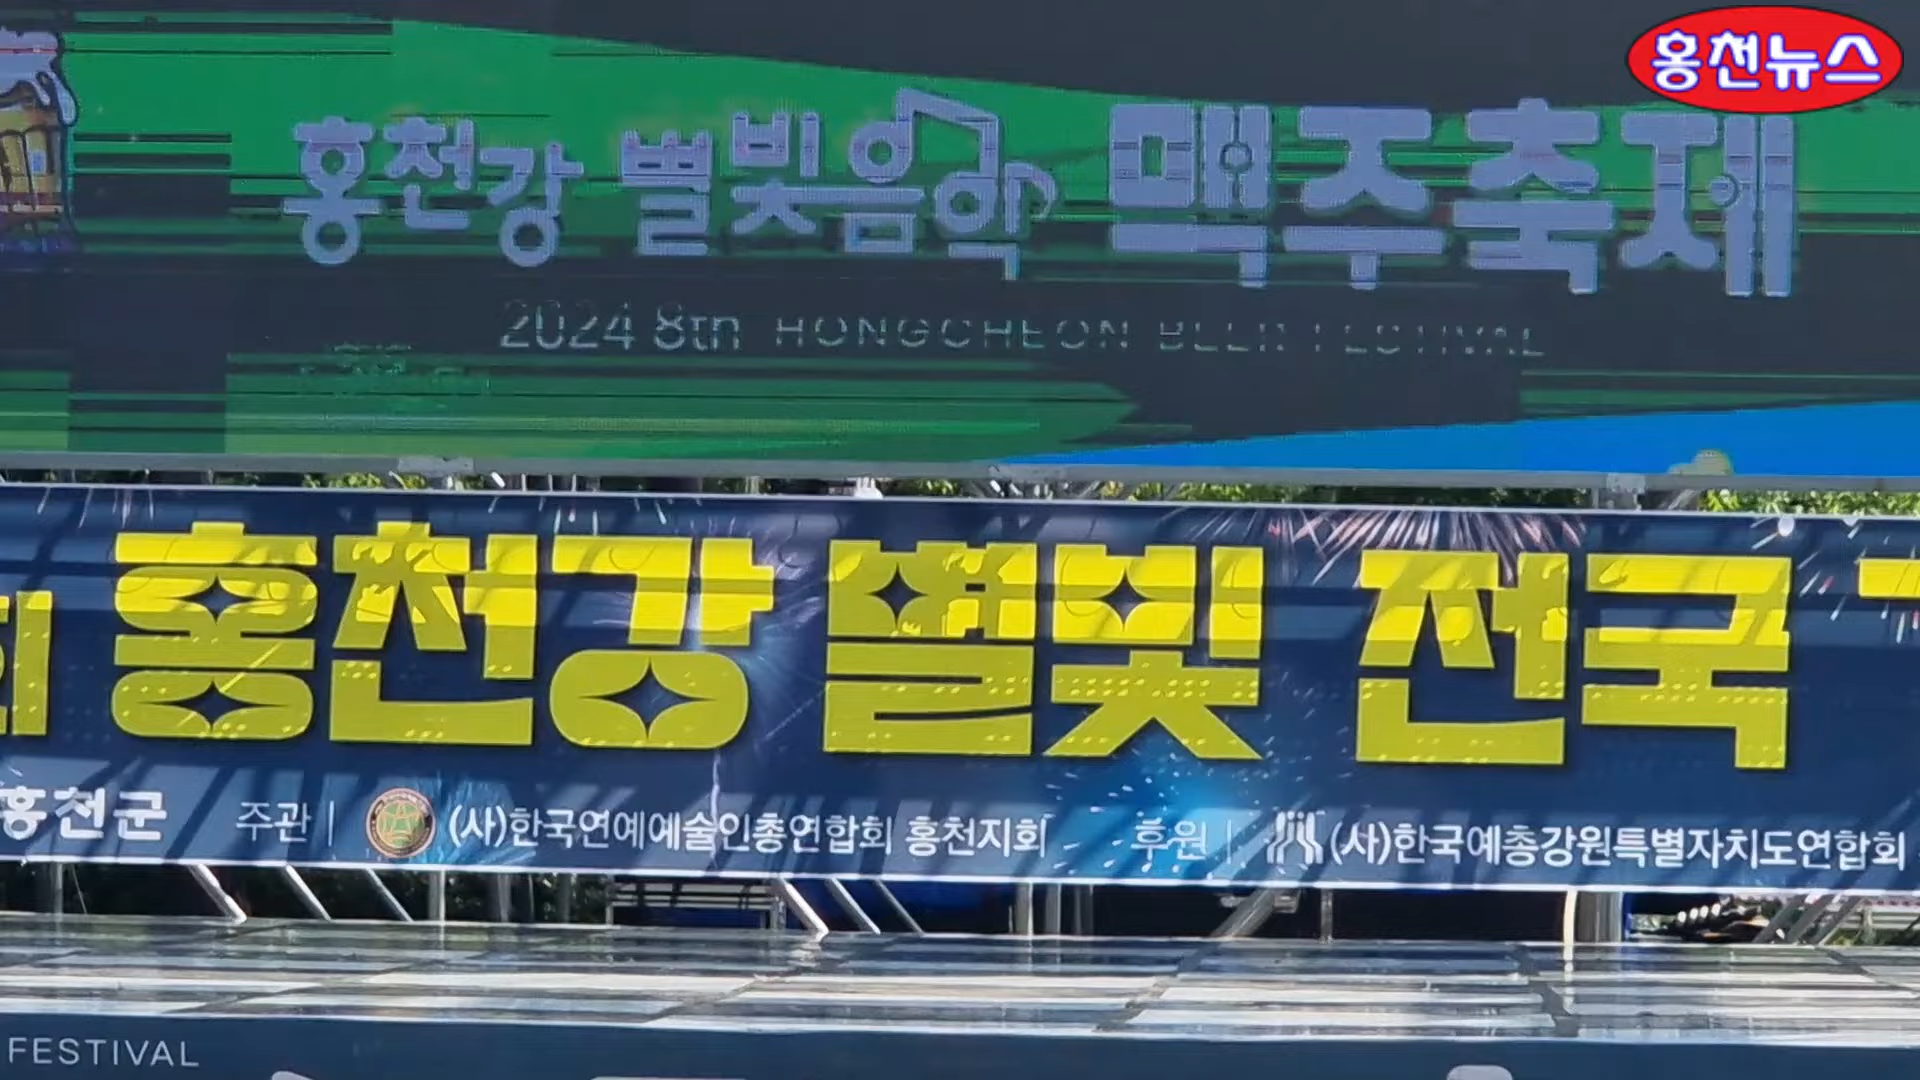 홍천뉴스
홍천강 별빛음악 맥주축제
2024 8th HONGCHEON BEER FESTIVAL
회 홍천강 별빛 전국
홍천군 주관 | (사)한국연예예술인총연합회 홍천지회 후원 | (사)한국예총강원특별자치도연합회
FESTIVAL